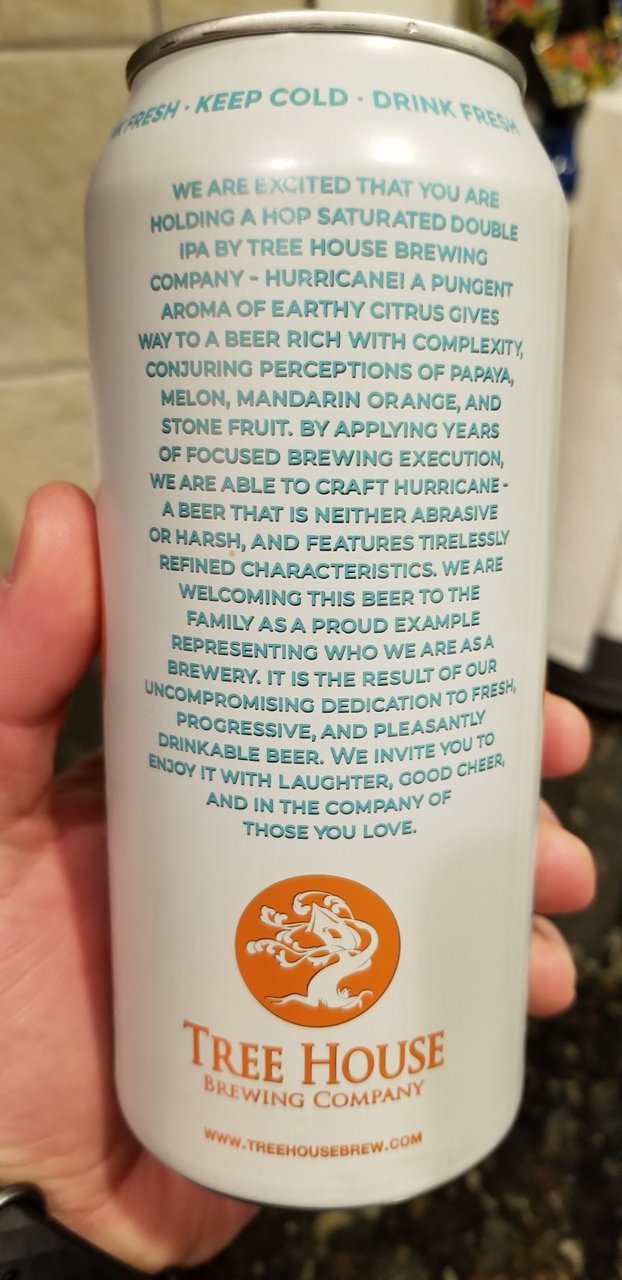 FRESH · KEEP COLD · DRINK FRESH
WE ARE EXCITED THAT YOU ARE
HOLDING A HOP SATURATED DOUBLE
IPA BY TREE HOUSE BREWING
COMPANY - HURRICANE! A PUNGENT
AROMA OF EARTHY CITRUS GIVES
WAY TO A BEER RICH WITH COMPLEXITY,
CONJURING PERCEPTIONS OF PAPAYA,
MELON, MANDARIN ORANGE, AND
STONE FRUIT. BY APPLYING YEARS
OF FOCUSED BREWING EXECUTION,
WE ARE ABLE TO CRAFT HURRICANE -
A BEER THAT IS NEITHER ABRASIVE
OR HARSH, AND FEATURES TIRELESSLY
REFINED CHARACTERISTICS. WE ARE
WELCOMING THIS BEER TO THE
FAMILY AS A PROUD EXAMPLE
REPRESENTING WHO WE ARE AS A
BREWERY. IT IS THE RESULT OF OUR
UNCOMPROMISING DEDICATION TO FRESH,
PROGRESSIVE, AND PLEASANTLY
DRINKABLE BEER. WE INVITE YOU TO
ENJOY IT WITH LAUGHTER, GOOD CHEER,
AND IN THE COMPANY OF
THOSE YOU LOVE.
TREE HOUSE
BREWING COMPANY
WWW.TREEHOUSEBREW.COM